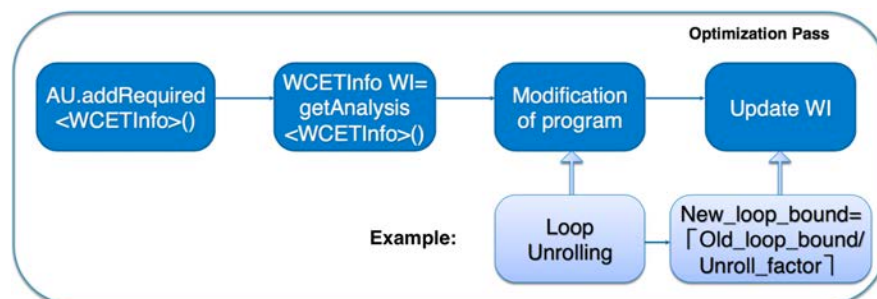 Optimization Pass
AU.addRequired
<WCETInfo>()
WCETInfo WI=
getAnalysis
<WCETInfo>()
Modification
of program
Update WI
Example:
Loop
Unrolling
New_loop_bound=
⌈Old_loop_bound/
Unroll_factor⌉